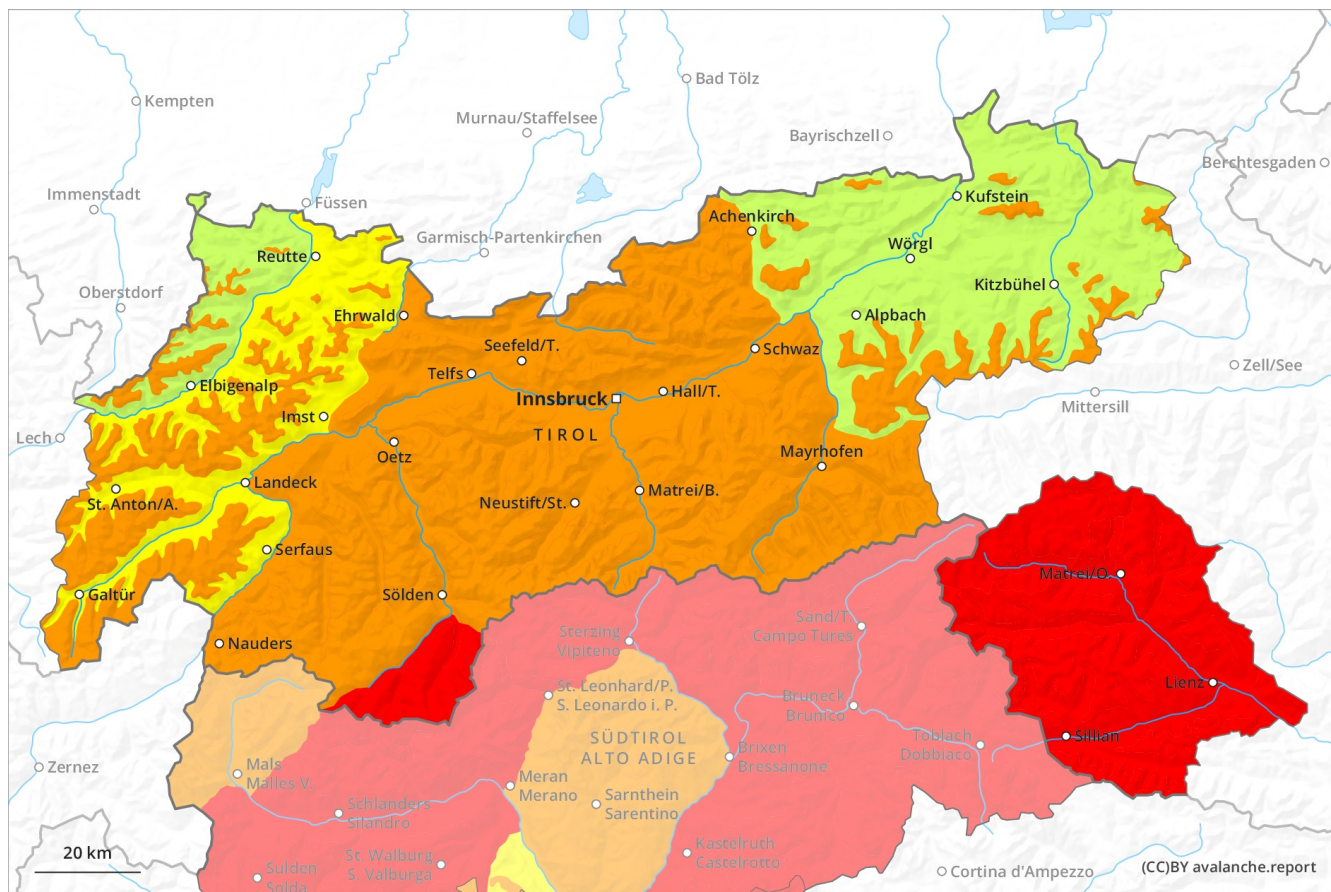 Bad Tölz
Kempten
Murnau/Staffelsee
Bayrischzell
Berchtesgaden
Immenstadt
Füssen
Kufstein
Achenkirch
Garmisch-Partenkirchen
Wörgl
Reutte
Kitzbühel
Oberstdorf
Ehrwald
Alpbach
Seefeld/T.
Schwaz
Zell/See
Telfs
Elbigenalp
Hall/T.
Innsbruck
Mittersill
Imst
TIROL
Lech
Oetz
Mayrhofen
Landeck
St. Anton/A.
Neustift/St.
Matrei/B.
Serfaus
Matrei/O.
Galtür
Sölden
Sand/T.
Campo Tures
Sterzing
Vipiteno
Nauders
Lienz
St. Leonhard/P.
S. Leonardo i. P.
Bruneck
Brunico
SÜDTIROL
ALTO ADIGE
Toblach
Dobbiaco
Sillian
Brixen
Bressanone
Zernez
Mals
Malles V.
Meran
Merano
Sarnthein
Sarentino
Schlanders
Silandro
Kastelruth
Castelrotto
20 km
St. Walburg
S. Valburga
Sulden
Solda
Cortina d'Ampezzo
(CC)BY avalanche.report